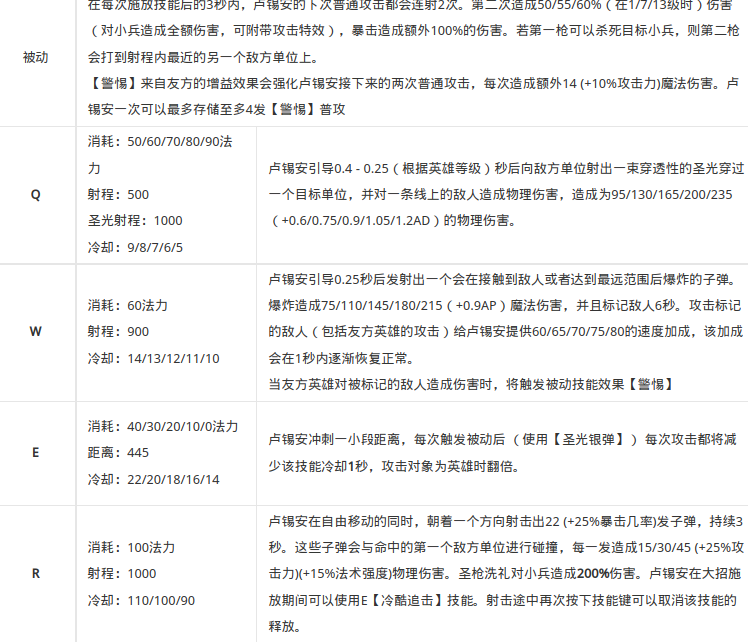 在每次施放技能后的3秒内，卢锡安的下次普通攻击都会连射2次。第二次造成50/55/60%（在1/7/13级时）伤害
（对小兵造成全额伤害，可附带攻击特效），暴击造成额外100%的伤害。若第一枪可以杀死目标小兵，则第二枪
会打到射程内最近的另一个敌方单位上。
【警惕】来自友方的增益效果会强化卢锡安接下来的两次普通攻击，每次造成额外14 (+10%攻击力)魔法伤害。卢
锡安一次可以最多存储至多4发【警惕】普攻
被动
Q
消耗：50/60/70/80/90法
力
射程：500
圣光射程：1000
冷却：9/8/7/6/5
卢锡安引导0.4 - 0.25（根据英雄等级）秒后向敌方单位射出一束穿透性的圣光穿过
一个目标单位，并对一条线上的敌人造成物理伤害，造成为95/130/165/200/235
（+0.6/0.75/0.9/1.05/1.2AD）的物理伤害。
W
消耗：60法力
射程：900
冷却：14/13/12/11/10
卢锡安引导0.25秒后发射出一个会在接触到敌人或者达到最远范围后爆炸的子弹。
爆炸造成75/110/145/180/215（+0.9AP）魔法伤害，并且标记敌人6秒。攻击标记
的敌人（包括友方英雄的攻击）给卢锡安提供60/65/70/75/80的速度加成，该加成
会在1秒内逐渐恢复正常。
当友方英雄对被标记的敌人造成伤害时，将触发被动技能效果【警惕】
E
消耗：40/30/20/10/0法力
距离：445
冷却：22/20/18/16/14
卢锡安冲刺一小段距离，每次触发被动后（使用【圣光银弹】）每次攻击都将减
少该技能冷却1秒，攻击对象为英雄时翻倍。
R
消耗：100法力
射程：1000
冷却：110/100/90
卢锡安在自由移动的同时，朝着一个方向射击出22 (+25%暴击几率)发子弹，持续3
秒。这些子弹会与命中的第一个敌方单位进行碰撞，每一发造成15/30/45 (+25%攻
击力)(+15%法术强度)物理伤害。圣枪洗礼对小兵造成200%伤害。卢锡安在大招施
放期间可以使用E【冷酷追击】技能。射击途中再次按下技能键可以取消该技能的
释放。